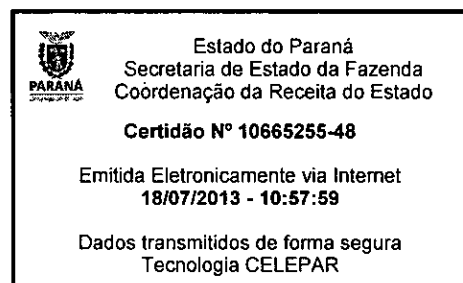 PARANÁ
Estado do Paraná
Secretaria de Estado da Fazenda
Coordenação da Receita do Estado
Certidão Nº 10665255-48
Emitida Eletronicamente via Internet
18/07/2013 - 10:57:59
Dados transmitidos de forma segura
Tecnologia CELEPAR